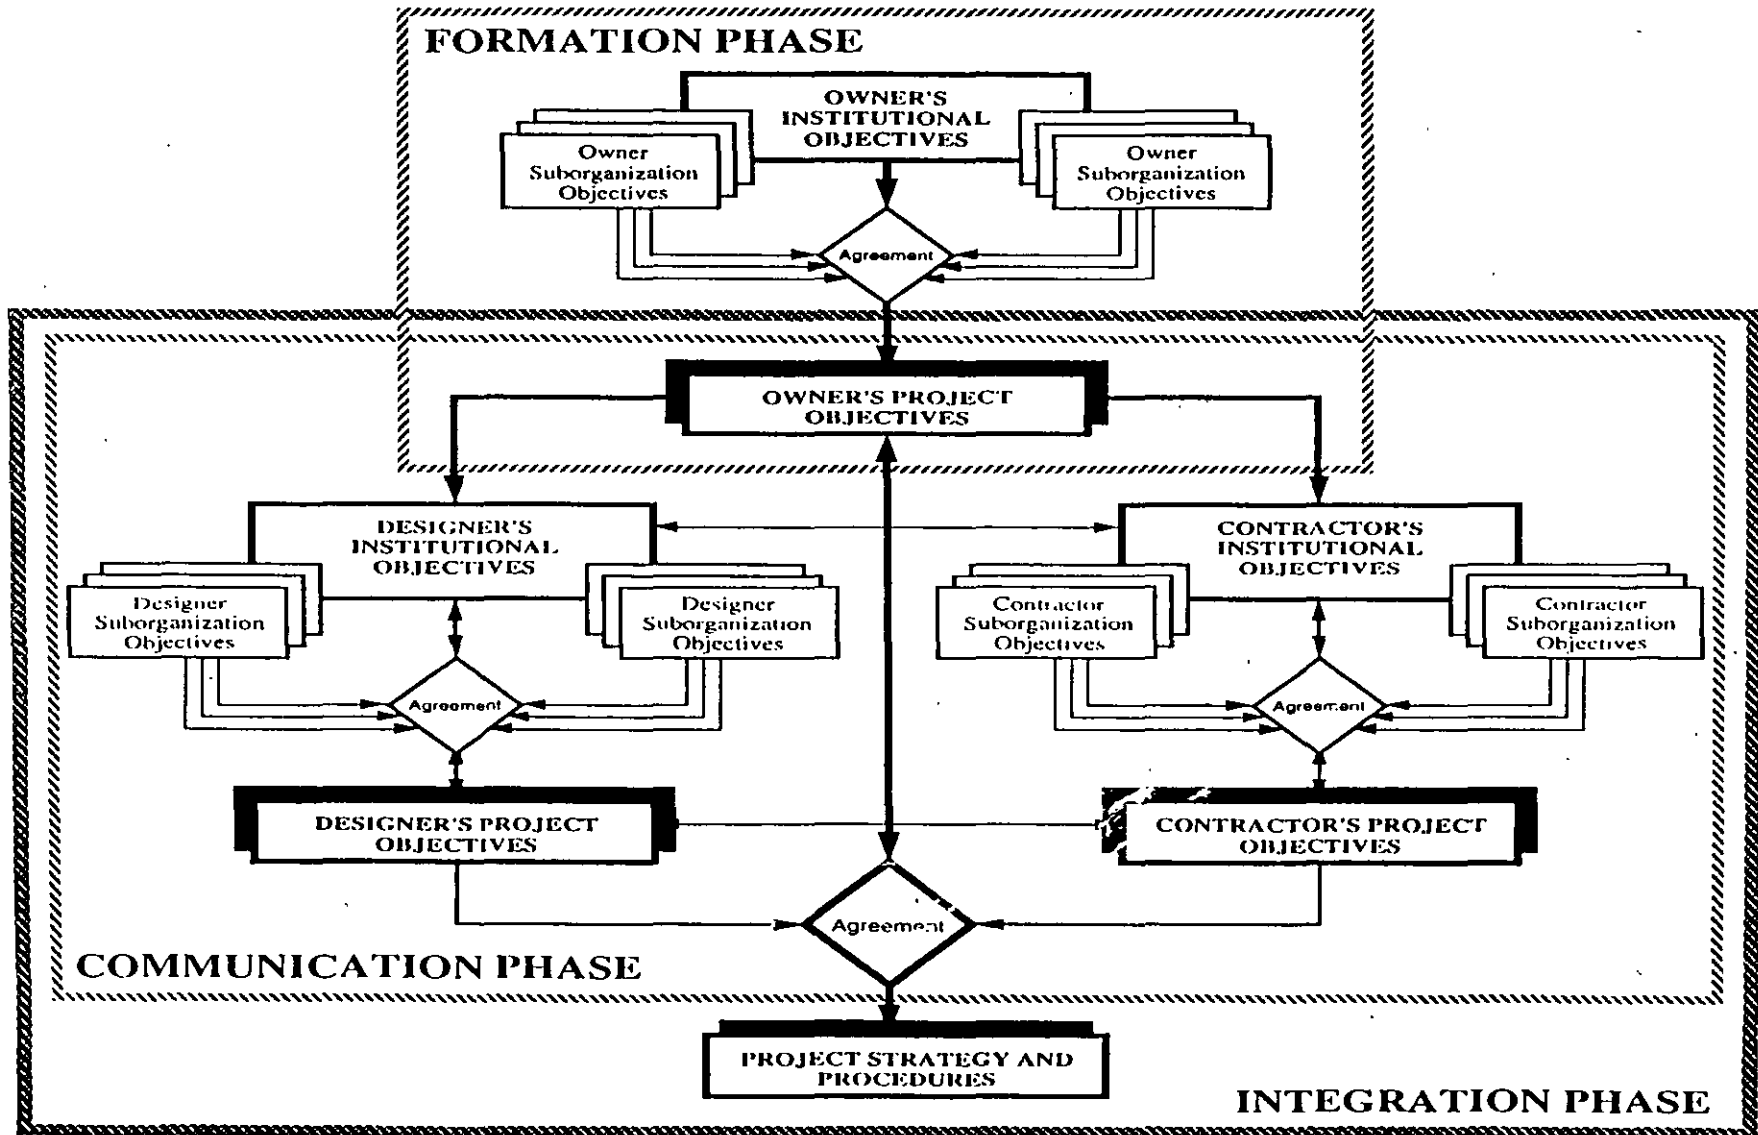 FORMATION PHASE
OWNER'S
INSTITUTIONAL
OBJECTIVES
Owner
Suborganization
Objectives
Owner
Suborganization
Objectives
Agreement
OWNER'S PROJECT
OBJECTIVES
DESIGNER'S
INSTITUTIONAL
OBJECTIVES
CONTRACTOR'S
INSTITUTIONAL
OBJECTIVES
Designer
Suborganization
Objectives
Designer
Suborganization
Objectives
Contractor
Suborganization
Objectives
Contractor
Suborganization
Objectives
Agreement
Agreement
DESIGNER'S PROJECT
OBJECTIVES
CONTRACTOR'S PROJECT
OBJECTIVES
Agreement
COMMUNICATION PHASE
PROJECT STRATEGY AND
PROCEDURES
INTEGRATION PHASE